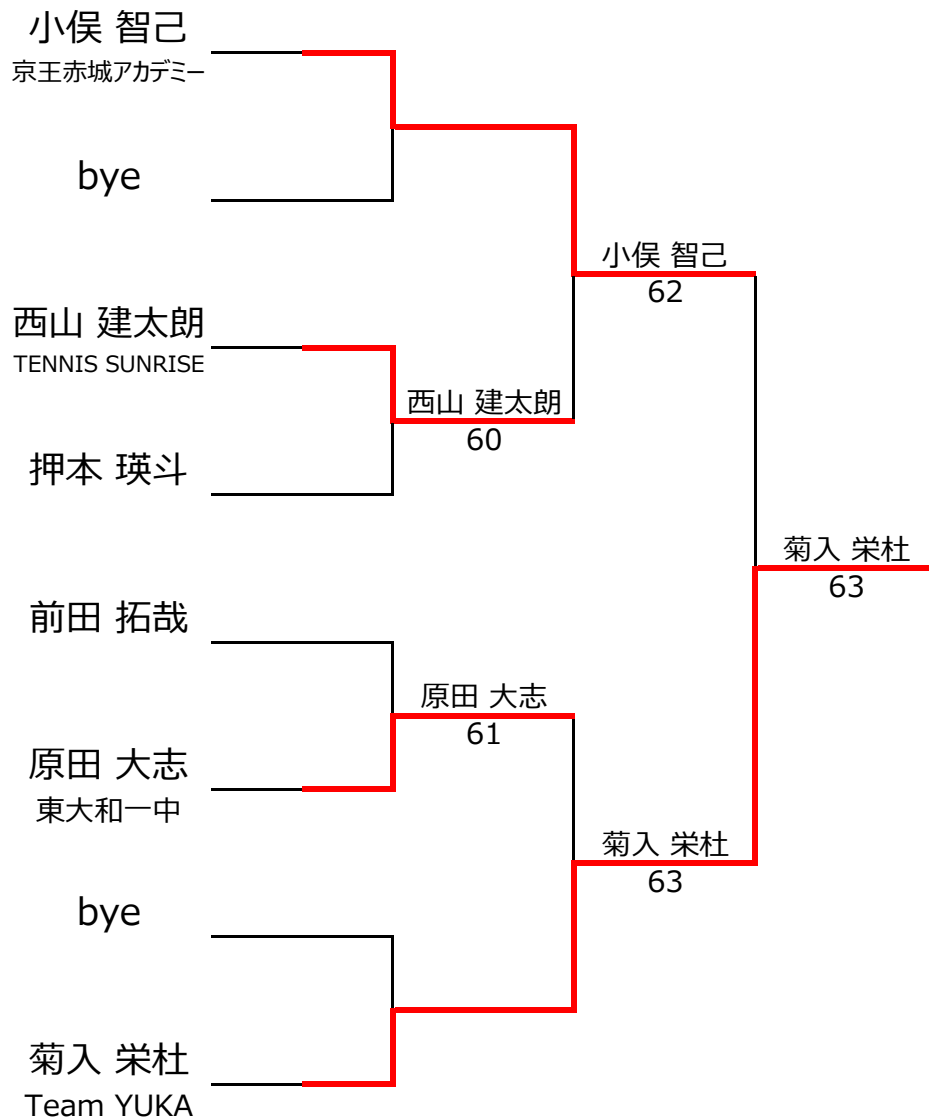 小俣 智己
京王赤城アカデミー
bye
西山 建太朗
TENNIS SUNRISE
押本 瑛斗
前田 拓哉
原田 大志
東大和一中
bye
菊入 栄杜
Team YUKA
西山 建太朗
60
原田 大志
61
小俣 智己
62
菊入 栄杜
63
菊入 栄杜
63